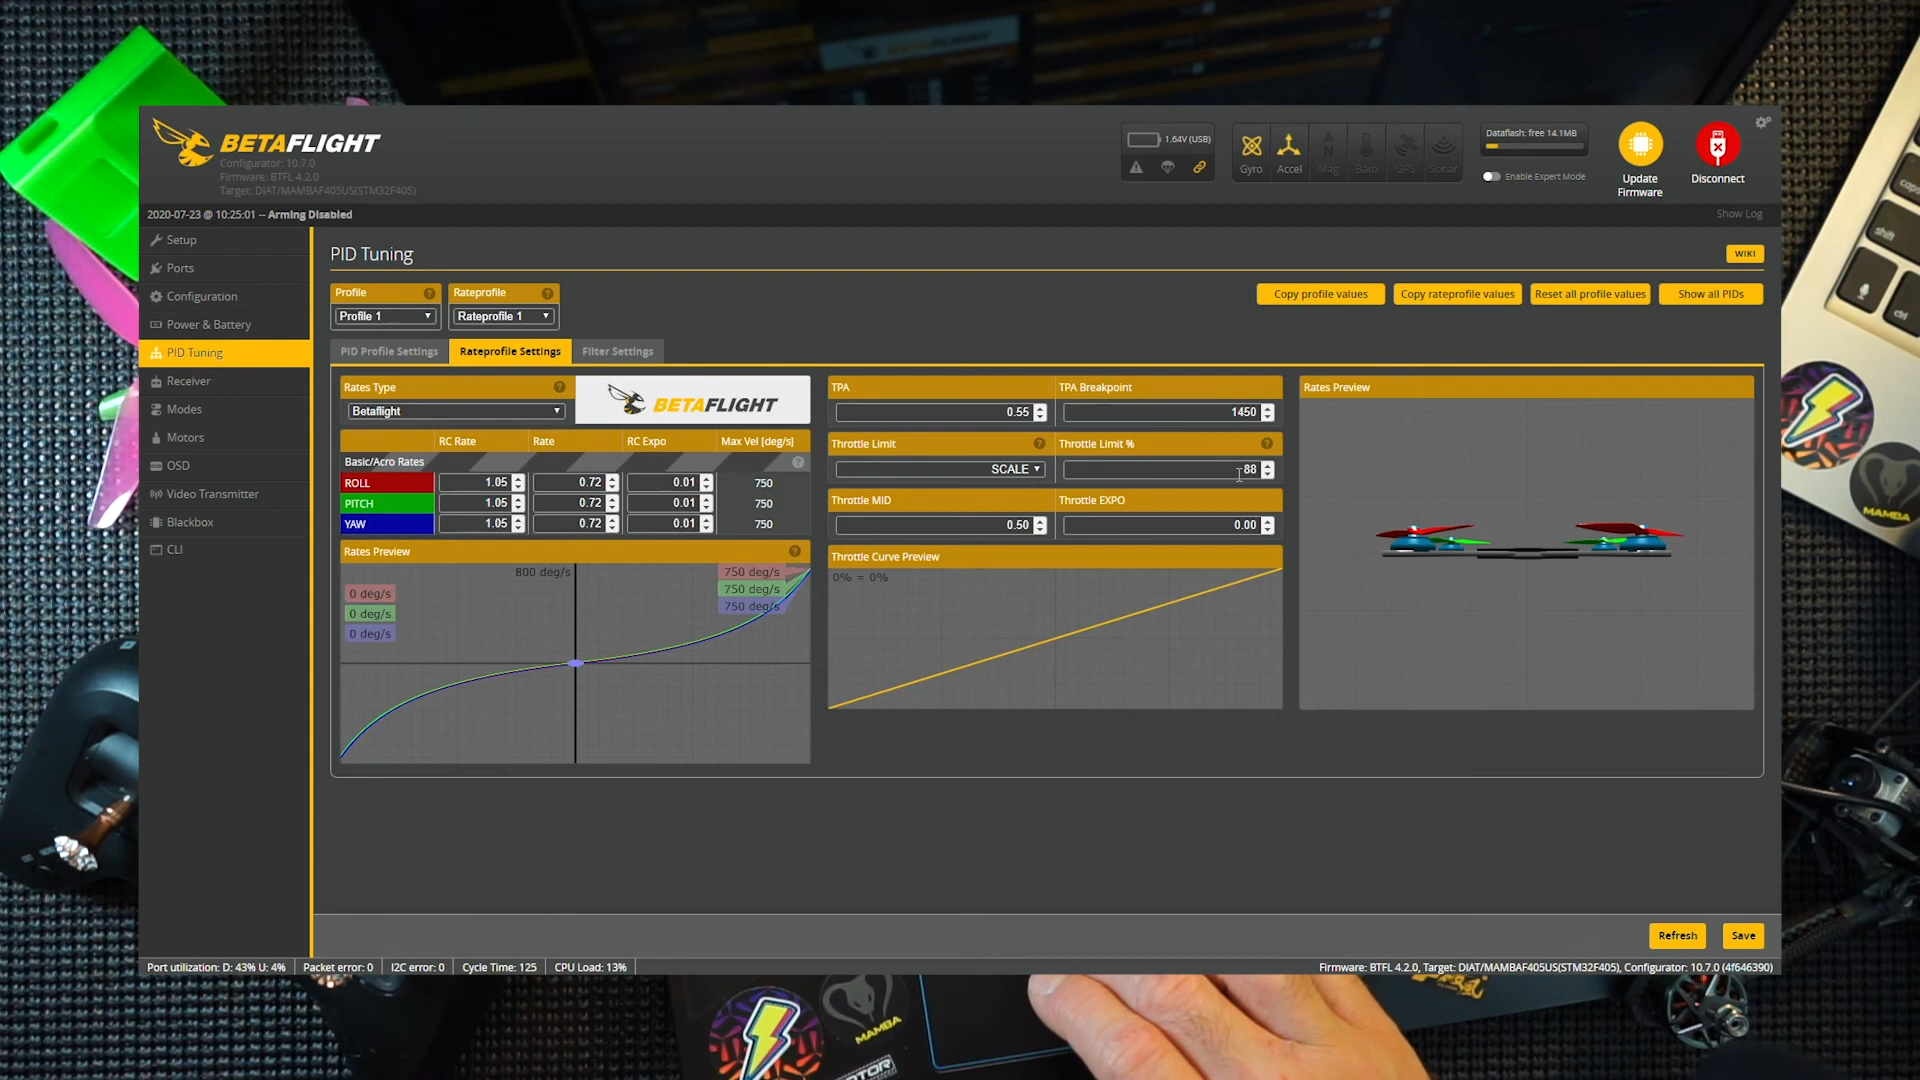 BETAFLIGHT
Configurator: 10.7.0
Firmware: BTFL 4.2.0
Target: DIAT/MAMBAF405US(STM32F405)
1.64V (USB)
Gyro
Accel
Mag
Baro
GPS
Sonar
Dataflash: free 14.1MB
Enable Expert Mode
Update
Firmware
Disconnect
2020-07-23 @ 10:25:01 -- Arming Disabled
Show Log
Setup
Ports
Configuration
Power & Battery
PID Tuning
Receiver
Modes
Motors
OSD
Video Transmitter
Blackbox
CLI
PID Tuning
WIKI
Profile
Profile 1
Rateprofile
Rateprofile 1
Copy profile values
Copy rateprofile values
Reset all profile values
Show all PIDs
PID Profile Settings
Rateprofile Settings
Filter Settings
Rates Type
Betaflight
BETAFLIGHT
RC Rate Rate RC Expo Max Vel [deg/s]
Basic/Acro Rates
ROLL 1.05 0.72 0.01 750
PITCH 1.05 0.72 0.01 750
YAW 1.05 0.72 0.01 750
Rates Preview
800 deg/s
0 deg/s
0 deg/s
0 deg/s
750 deg/s
750 deg/s
750 deg/s
TPA
0.55
TPA Breakpoint
1450
Throttle Limit
SCALE
Throttle Limit %
88
Throttle MID
0.50
Throttle EXPO
0.00
Throttle Curve Preview
0% = 0%
Rates Preview
Refresh
Save
Port utilization: D: 43% U: 4%
Packet error: 0
I2C error: 0
Cycle Time: 125
CPU Load: 13%
Firmware: BTFL 4.2.0, Target: DIAT/MAMBAF405US(STM32F405), Configurator: 10.7.0 (4f646390)
shift
ctrl
MAMBA
MAMBA